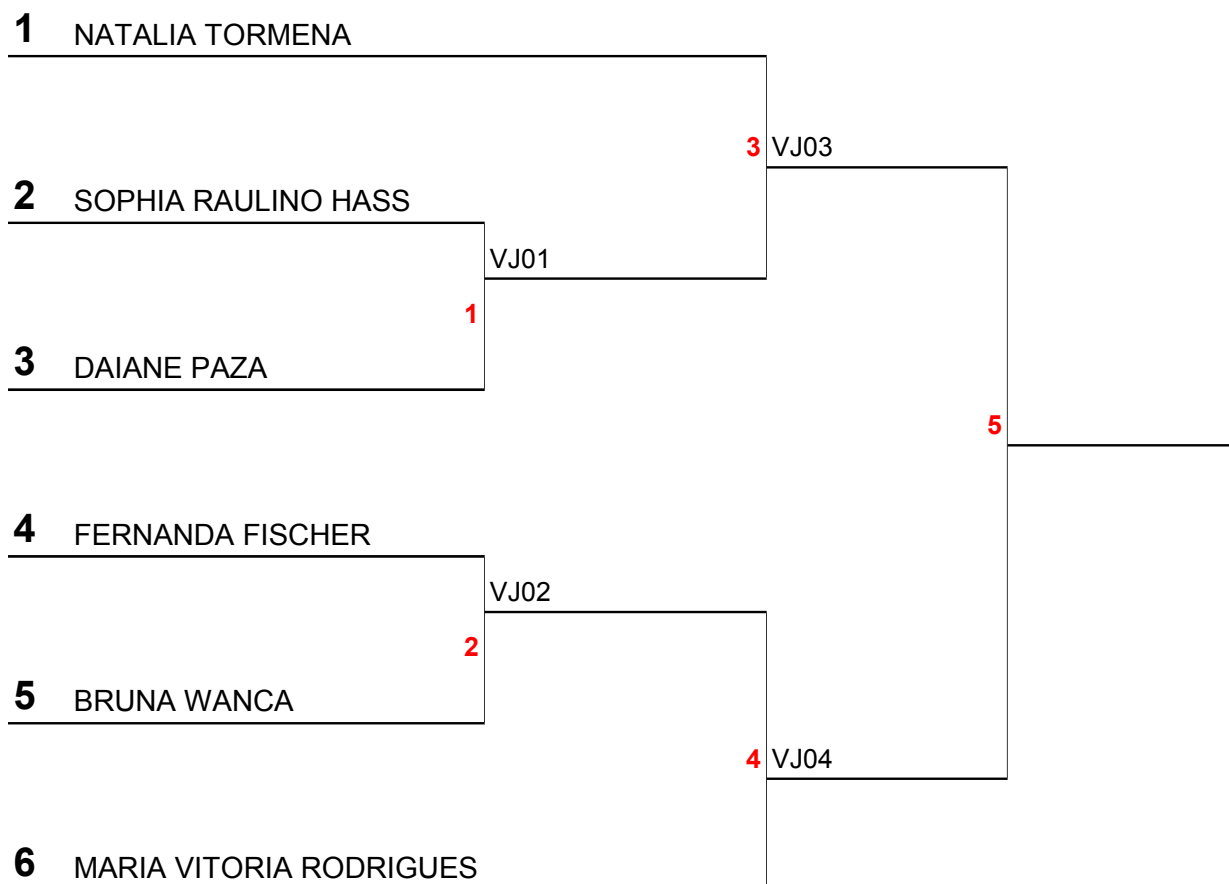 1 NATALIA TORMENA
3 VJ03
2 SOPHIA RAULINO HASS
VJ01
1
3 DAIANE PAZA
5
4 FERNANDA FISCHER
VJ02
2
5 BRUNA WANCA
4 VJ04
6 MARIA VITORIA RODRIGUES